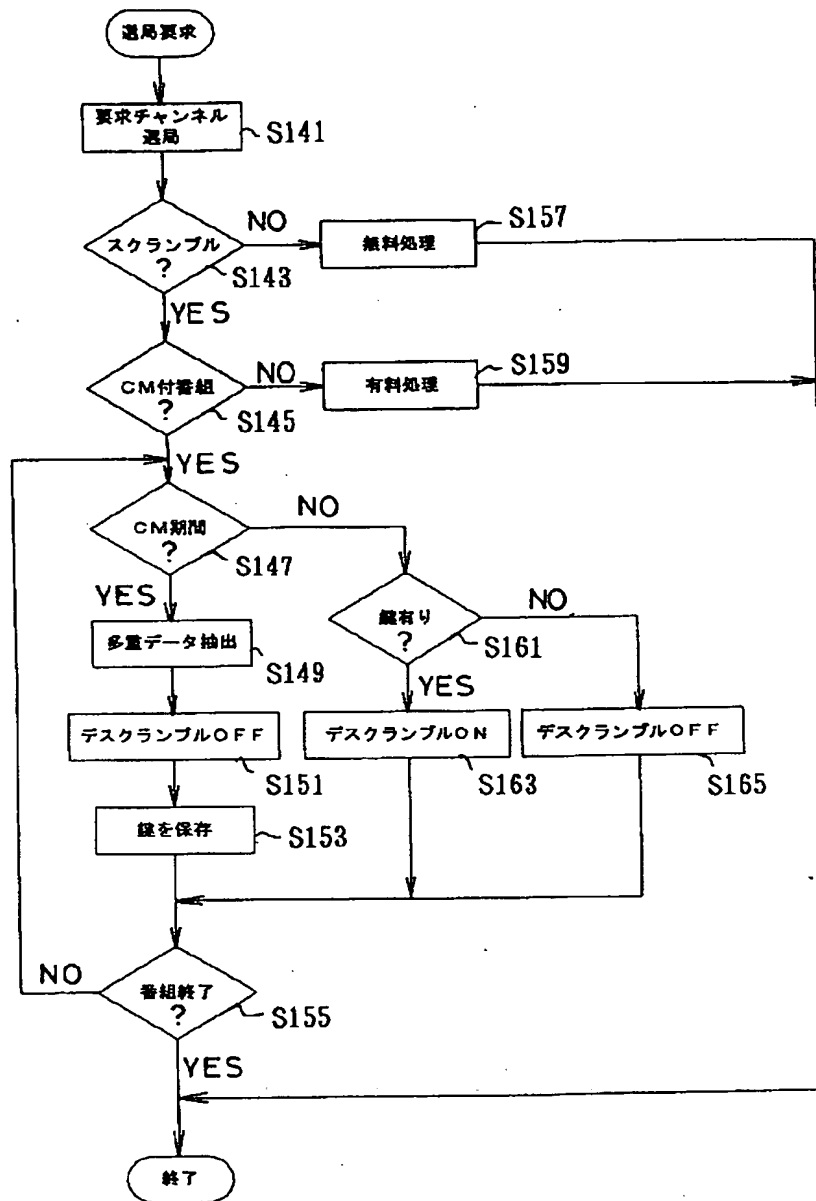 選局要求
要求チャンネル
選局
S141
スクランブル
?
S143
NO
無料処理
S157
YES
CM付番組
?
S145
NO
有料処理
S159
YES
CM期間
?
S147
NO
YES
多重データ抽出
S149
鍵有り
?
S161
NO
YES
デスクランブルOFF
S151
デスクランブルON
S163
デスクランブルOFF
S165
鍵を保存
S153
番組終了
?
S155
NO
YES
終了